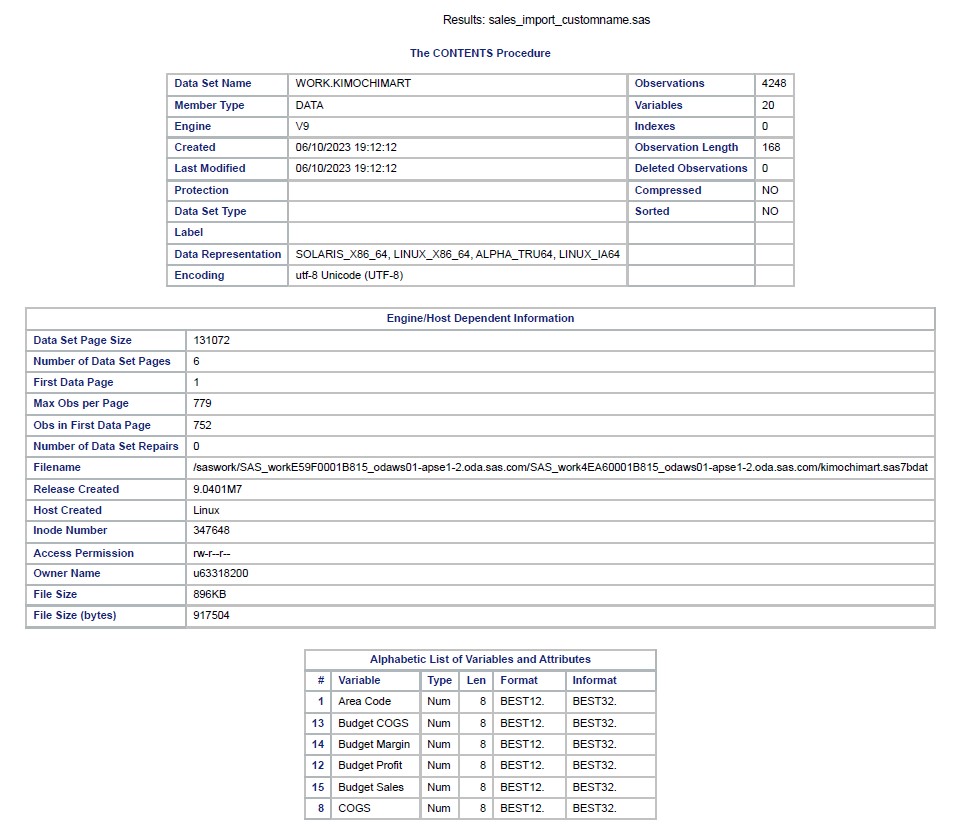 Results: sales_import_customname.sas
The CONTENTS Procedure
Data Set Name WORK.KIMOCHIMART Observations 4248
Member Type DATA Variables 20
Engine V9 Indexes 0
Created 06/10/2023 19:12:12 Observation Length 168
Last Modified 06/10/2023 19:12:12 Deleted Observations 0
Protection Compressed NO
Data Set Type Sorted NO
Label
Data Representation SOLARIS_X86_64, LINUX_X86_64, ALPHA_TRU64, LINUX_IA64
Encoding utf-8 Unicode (UTF-8)
Engine/Host Dependent Information
Data Set Page Size 131072
Number of Data Set Pages 6
First Data Page 1
Max Obs per Page 779
Obs in First Data Page 752
Number of Data Set Repairs 0
Filename /saswork/SAS_workE59F0001B815_odaws01-apse1-2.oda.sas.com/SAS_work4EA60001B815_odaws01-apse1-2.oda.sas.com/kimochimart.sas7bdat
Release Created 9.0401M7
Host Created Linux
Inode Number 347648
Access Permission rw-r--r--
Owner Name u63318200
File Size 896KB
File Size (bytes) 917504
Alphabetic List of Variables and Attributes
# Variable Type Len Format Informat
1 Area Code Num 8 BEST12. BEST32.
13 Budget COGS Num 8 BEST12. BEST32.
14 Budget Margin Num 8 BEST12. BEST32.
12 Budget Profit Num 8 BEST12. BEST32.
15 Budget Sales Num 8 BEST12. BEST32.
8 COGS Num 8 BEST12. BEST32.